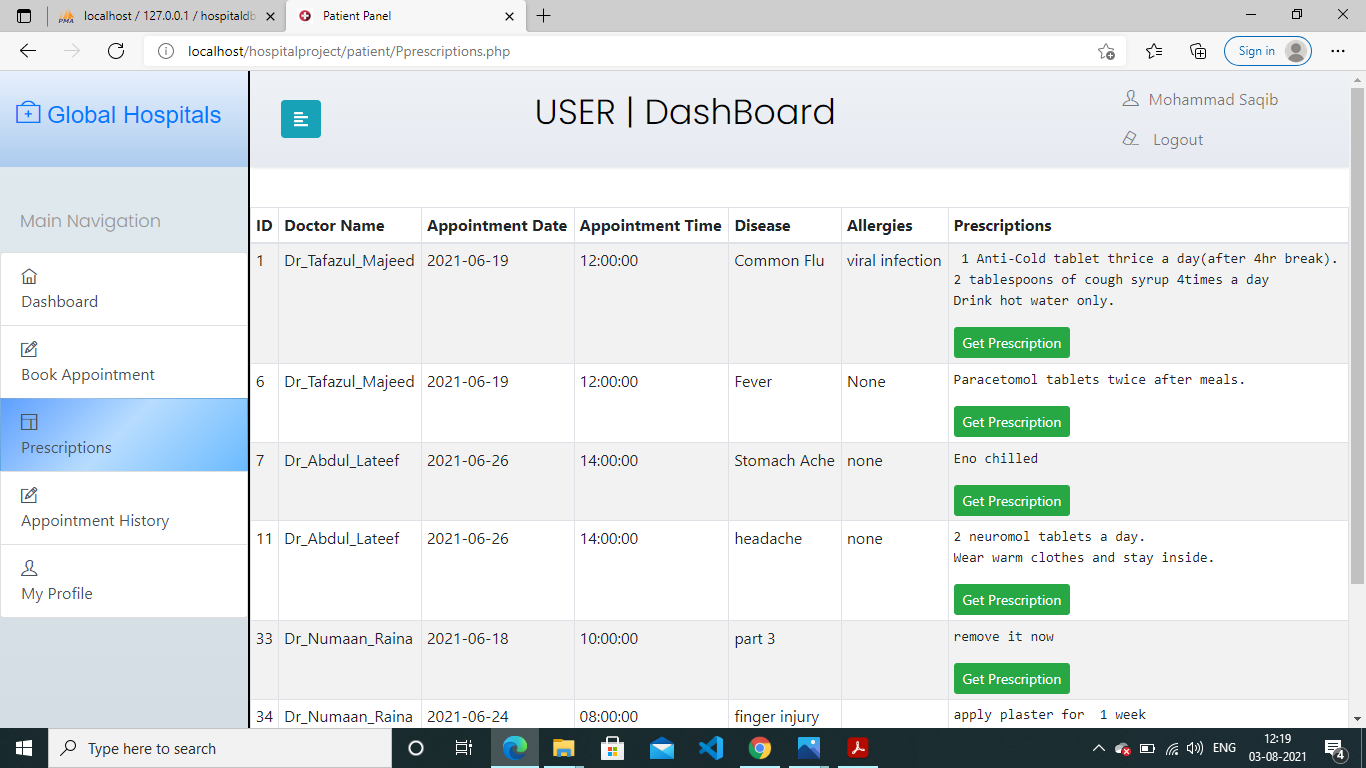 localhost / 127.0.0.1 / hospitaldb
Patient Panel
localhost/hospitalproject/patient/Pprescriptions.php
Sign in
Global Hospitals
USER | DashBoard
Mohammad Saqib
Logout
Main Navigation
Dashboard
Book Appointment
Prescriptions
Appointment History
My Profile
ID Doctor Name Appointment Date Appointment Time Disease Allergies Prescriptions
1 Dr_Tafazul_Majeed 2021-06-19 12:00:00 Common Flu viral infection 1 Anti-Cold tablet thrice a day(after 4hr break).
2 tablespoons of cough syrup 4times a day
Drink hot water only.
Get Prescription
6 Dr_Tafazul_Majeed 2021-06-19 12:00:00 Fever None Paracetomol tablets twice after meals.
Get Prescription
7 Dr_Abdul_Lateef 2021-06-26 14:00:00 Stomach Ache none Eno chilled
Get Prescription
11 Dr_Abdul_Lateef 2021-06-26 14:00:00 headache none 2 neuromol tablets a day.
Wear warm clothes and stay inside.
Get Prescription
33 Dr_Numaan_Raina 2021-06-18 10:00:00 part 3 remove it now
Get Prescription
34 Dr_Numaan_Raina 2021-06-24 08:00:00 finger injury apply plaster for  1 week
Type here to search
ENG
12:19
03-08-2021
4
PMA